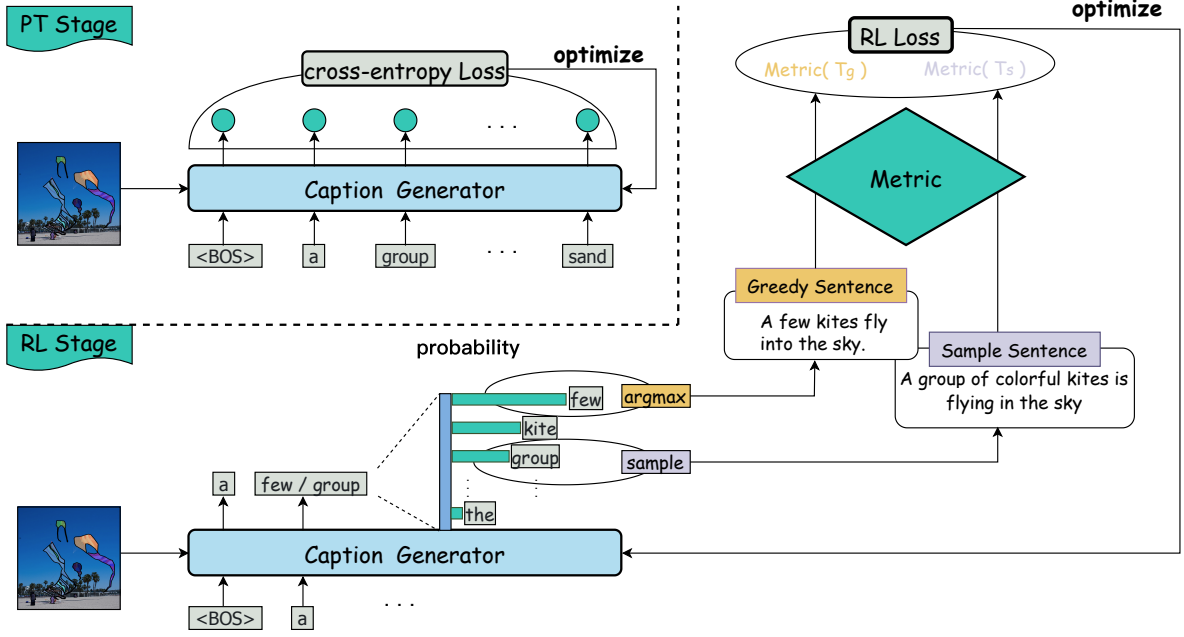 PT Stage
cross-entropy Loss
optimize
. . .
Caption Generator
<BOS>
a
group
. . .
sand
optimize
RL Loss
Metric( Tg )
Metric( Ts )
Metric
Greedy Sentence
A few kites fly
into the sky.
Sample Sentence
A group of colorful kites is
flying in the sky
RL Stage
probability
few
argmax
kite
group
sample
the
a
few / group
Caption Generator
<BOS>
a
. . .